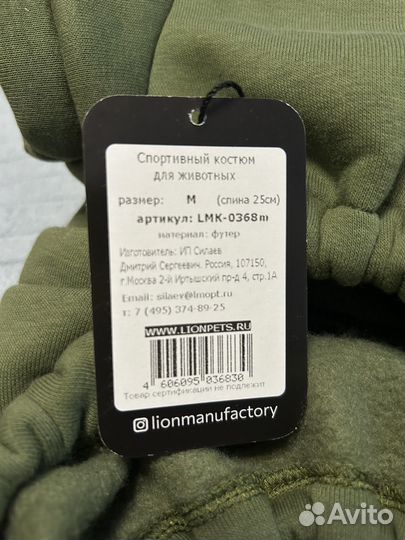 Спортивный костюм
для животных
размер: M (спина 25см)
артикул: LMK-0368m
материал: футер
Изготовитель: ИП Силаев
Дмитрий Сергеевич. Россия, 107150,
г.Москва 2-й Иртышский пр-д 4, стр.1А
Email: silaev@lmopt.ru
т: 7 (495) 374-89-25
WWW.LIONPETS.RU
4 606095 036830
Товар сертификации не подлежит
lionmanufactory
Avito